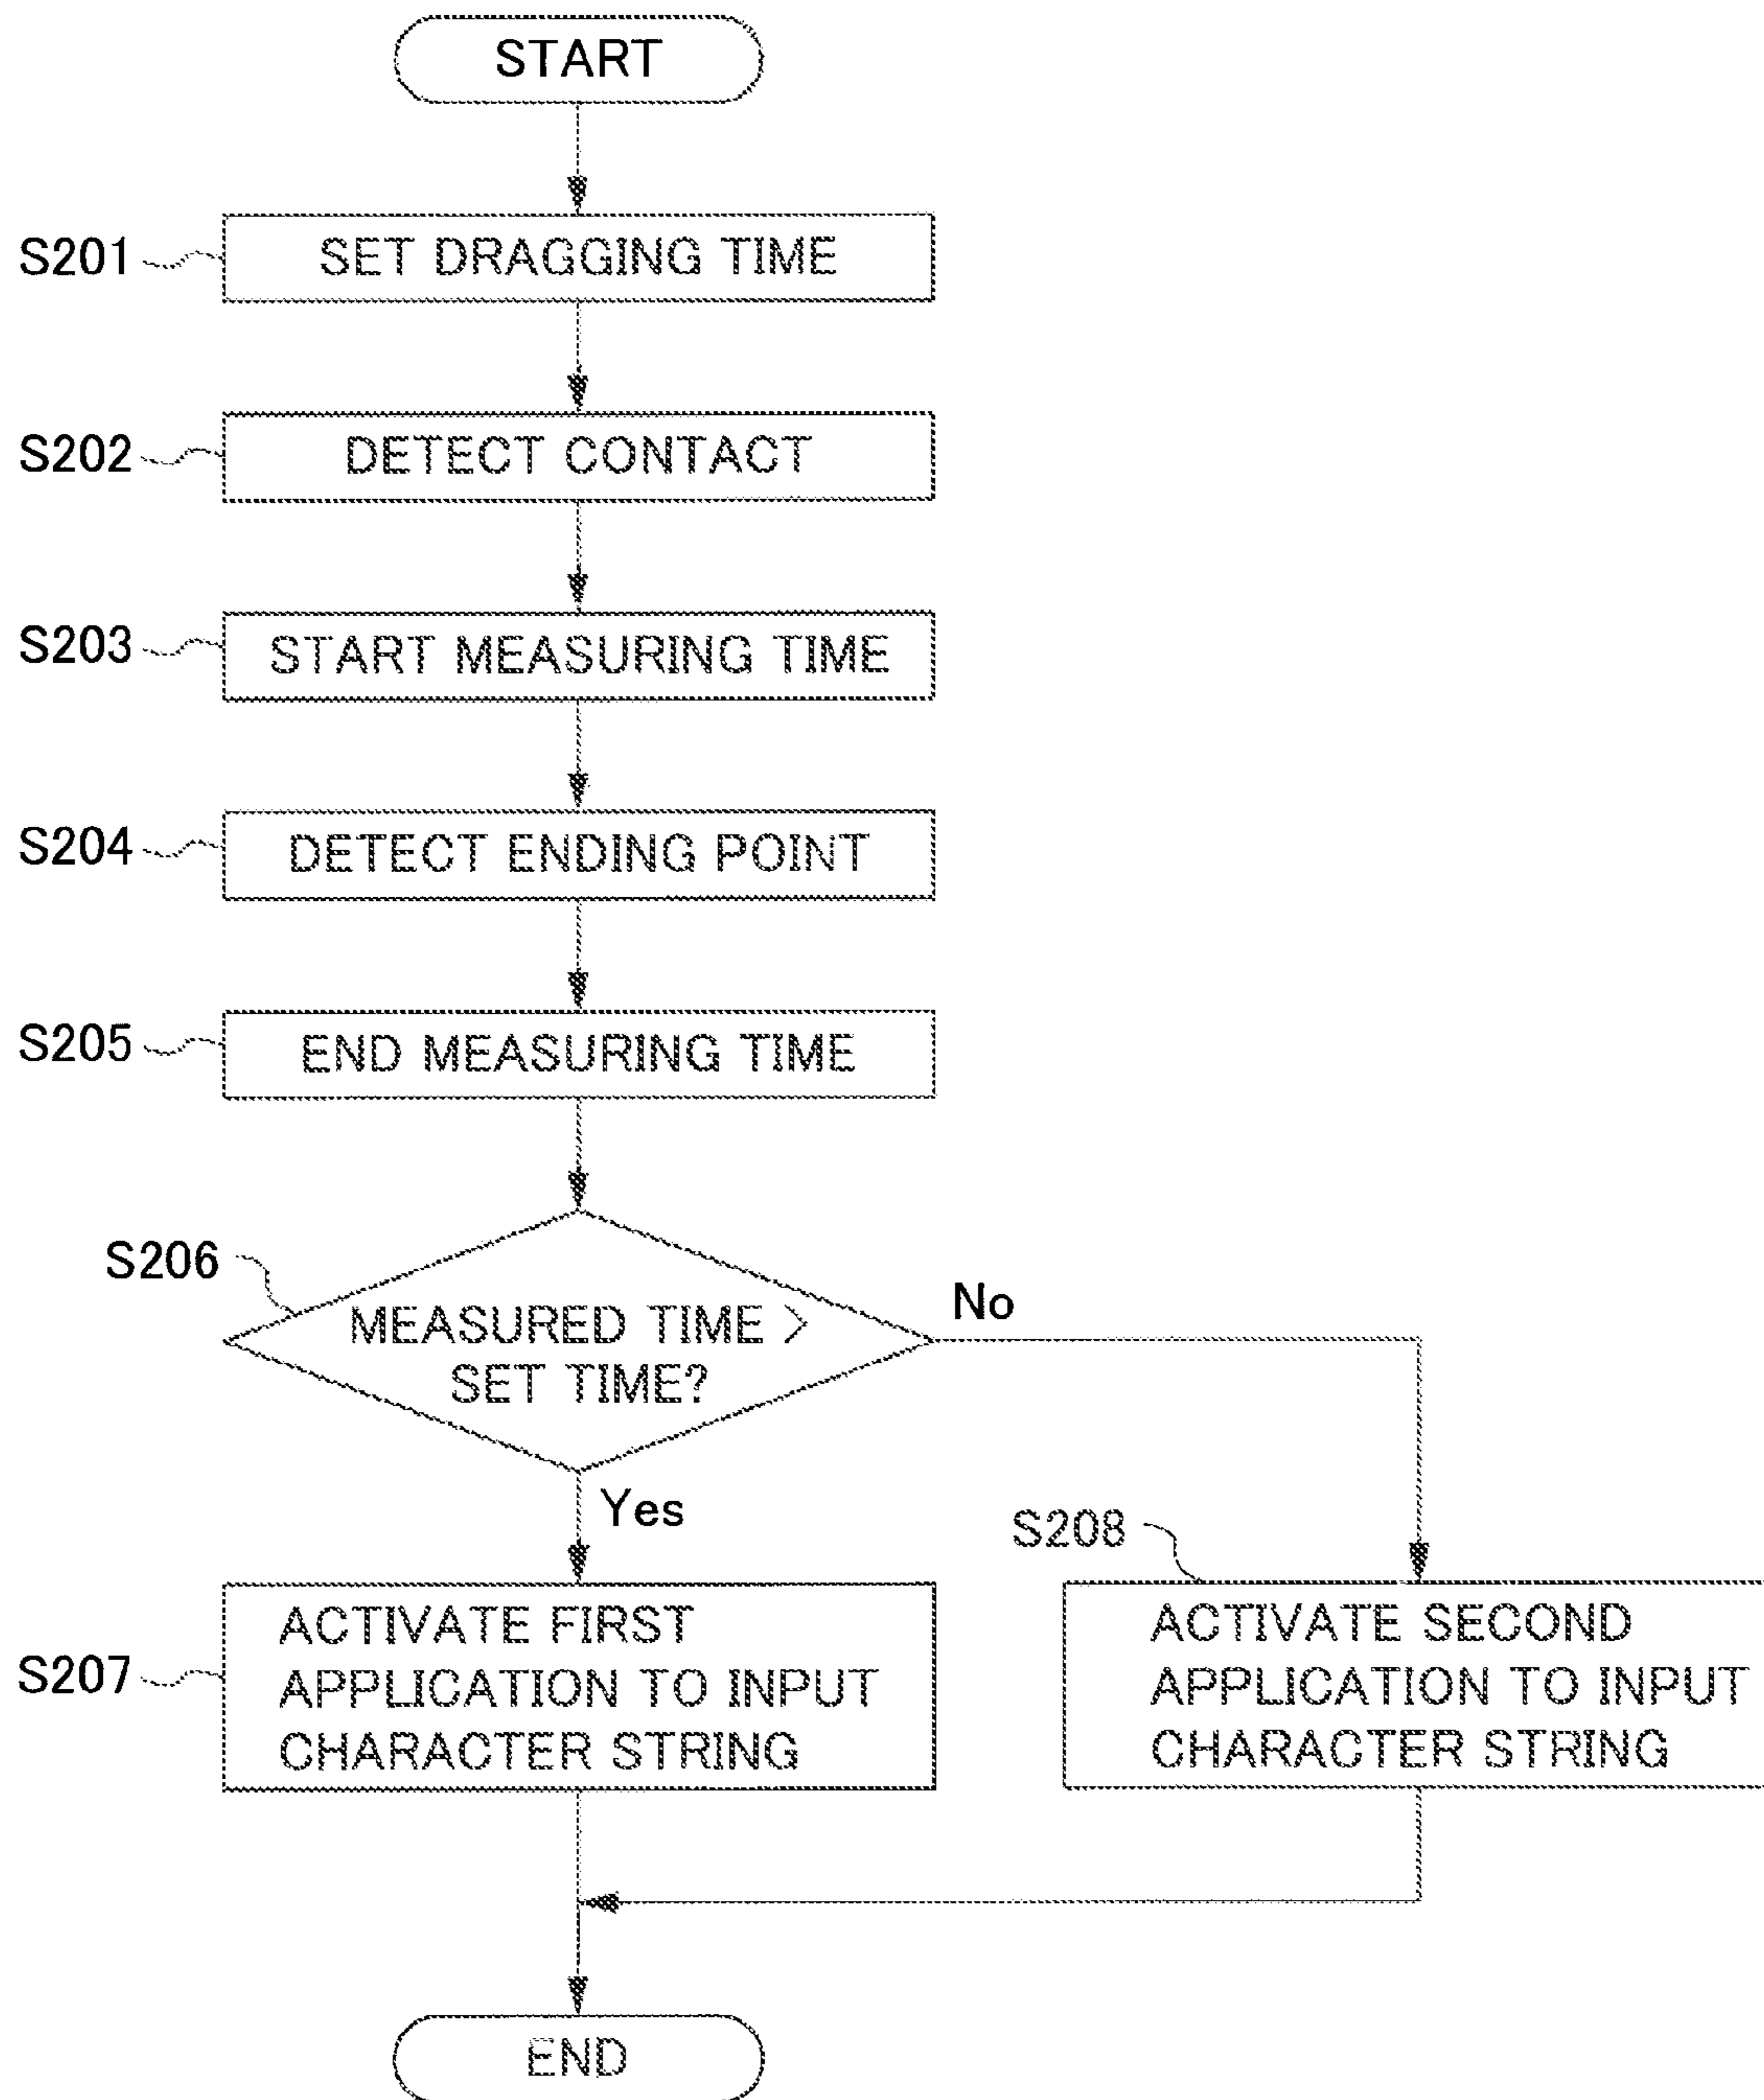 START
S201
SET DRAGGING TIME
S202
DETECT CONTACT
S203
START MEASURING TIME
S204
DETECT ENDING POINT
S205
END MEASURING TIME
S206
MEASURED TIME >
SET TIME?
No
Yes
S207
ACTIVATE FIRST
APPLICATION TO INPUT
CHARACTER STRING
S208
ACTIVATE SECOND
APPLICATION TO INPUT
CHARACTER STRING
END